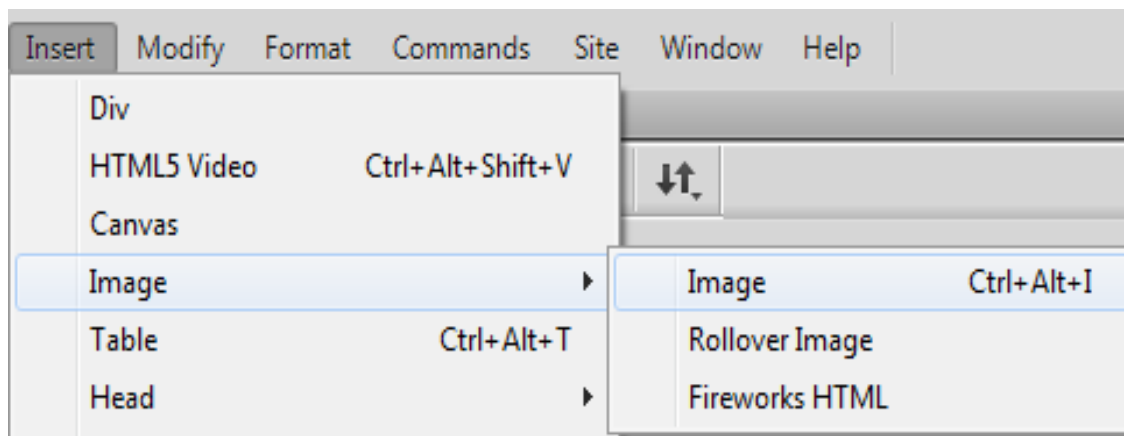 Insert Modify Format Commands Site Window Help
Div
HTML5 Video Ctrl+Alt+Shift+V
Canvas
Image Image Ctrl+Alt+I
Table Ctrl+Alt+T Rollover Image
Head Fireworks HTML